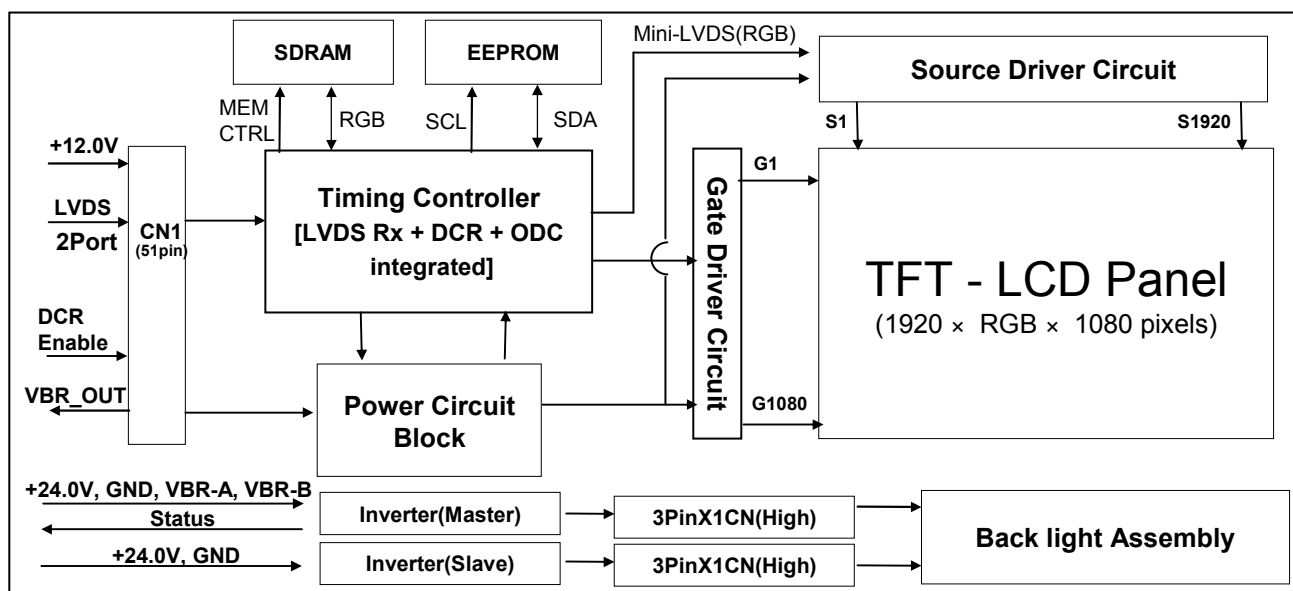 SDRAM
EEPROM
Mini-LVDS(RGB)
Source Driver Circuit
MEM
CTRL
RGB
SCL
SDA
S1
S1920
+12.0V
LVDS
2Port
CN1
(51pin)
Timing Controller
[LVDS Rx + DCR + ODC
integrated]
G1
Gate Driver Circuit
TFT - LCD Panel
(1920 × RGB × 1080 pixels)
DCR
Enable
VBR_OUT
Power Circuit
Block
G1080
+24.0V, GND, VBR-A, VBR-B
Status
Inverter(Master)
3PinX1CN(High)
Back light Assembly
+24.0V, GND
Inverter(Slave)
3PinX1CN(High)